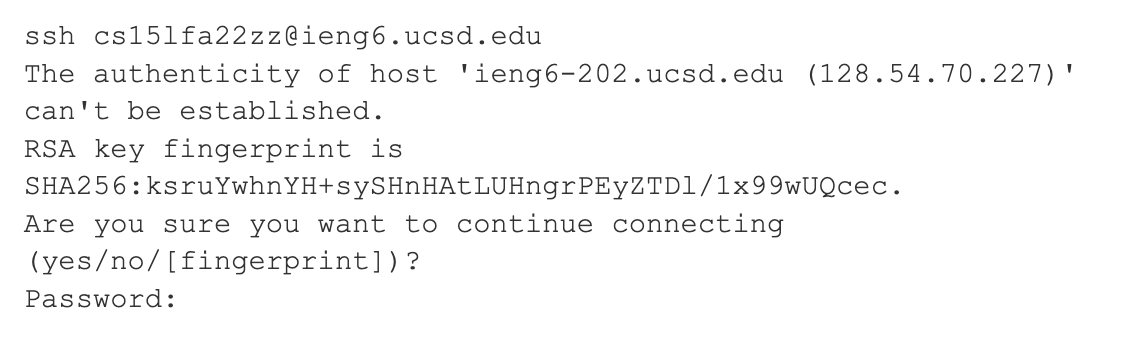 ssh cs15lfa22zz@ieng6.ucsd.edu
The authenticity of host 'ieng6-202.ucsd.edu (128.54.70.227)'
can't be established.
RSA key fingerprint is
SHA256:ksruYwhnYH+sySHnHAtLUHngrPEyZTDl/1x99wUQcec.
Are you sure you want to continue connecting
(yes/no/[fingerprint])?
Password: